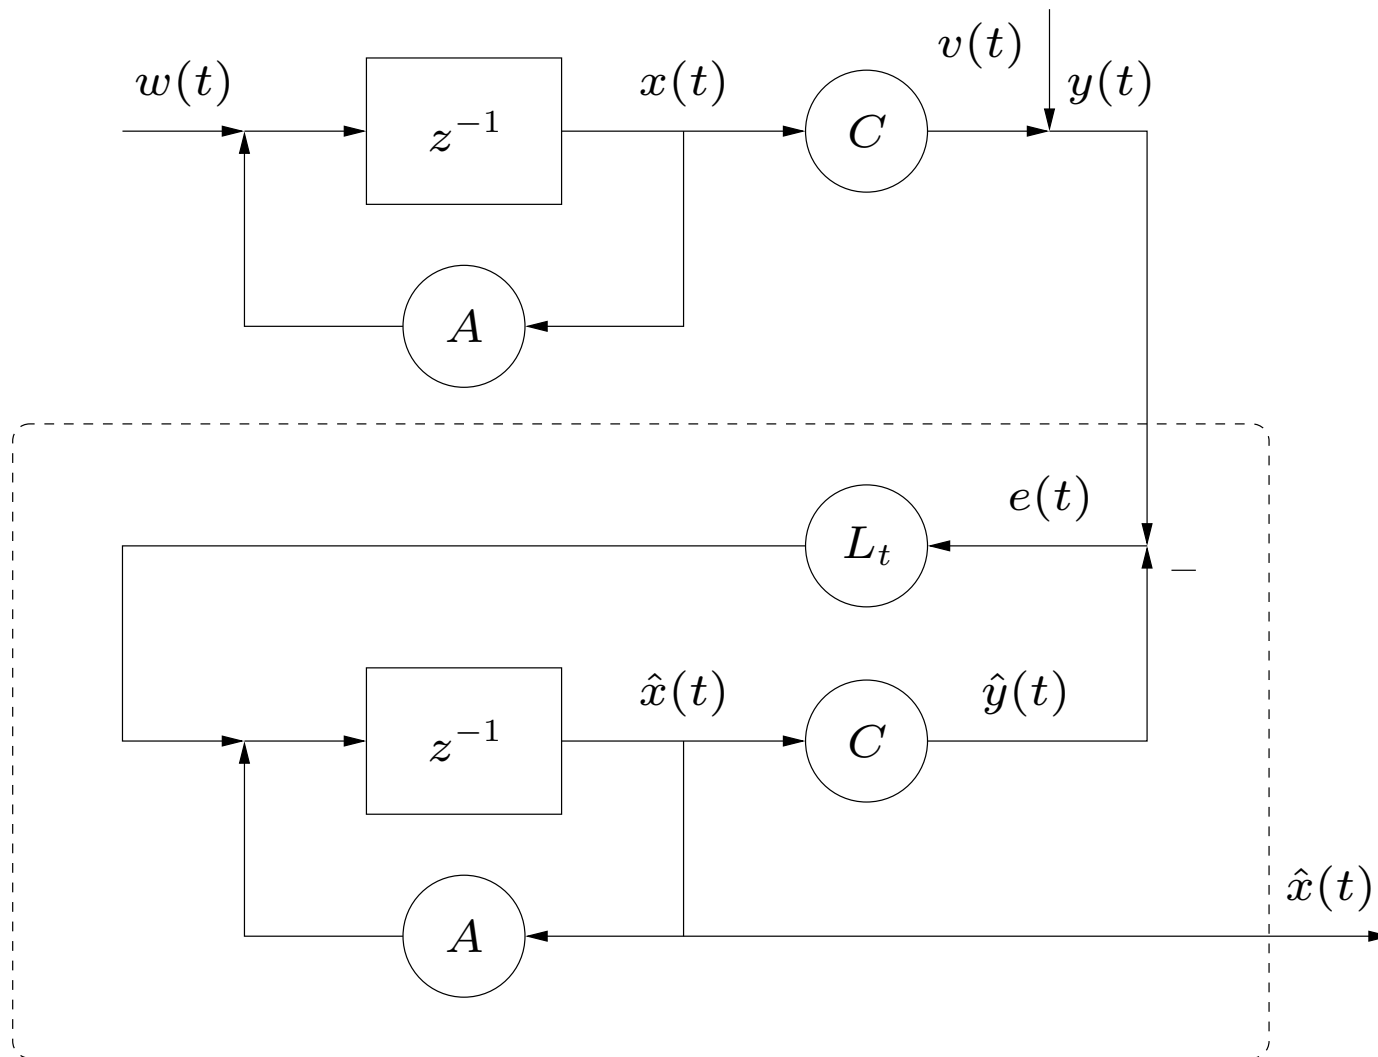 w(t)
z⁻¹
x(t)
C
v(t)
y(t)
A
L_t
e(t)
−
z⁻¹
x̂(t)
C
ŷ(t)
A
x̂(t)